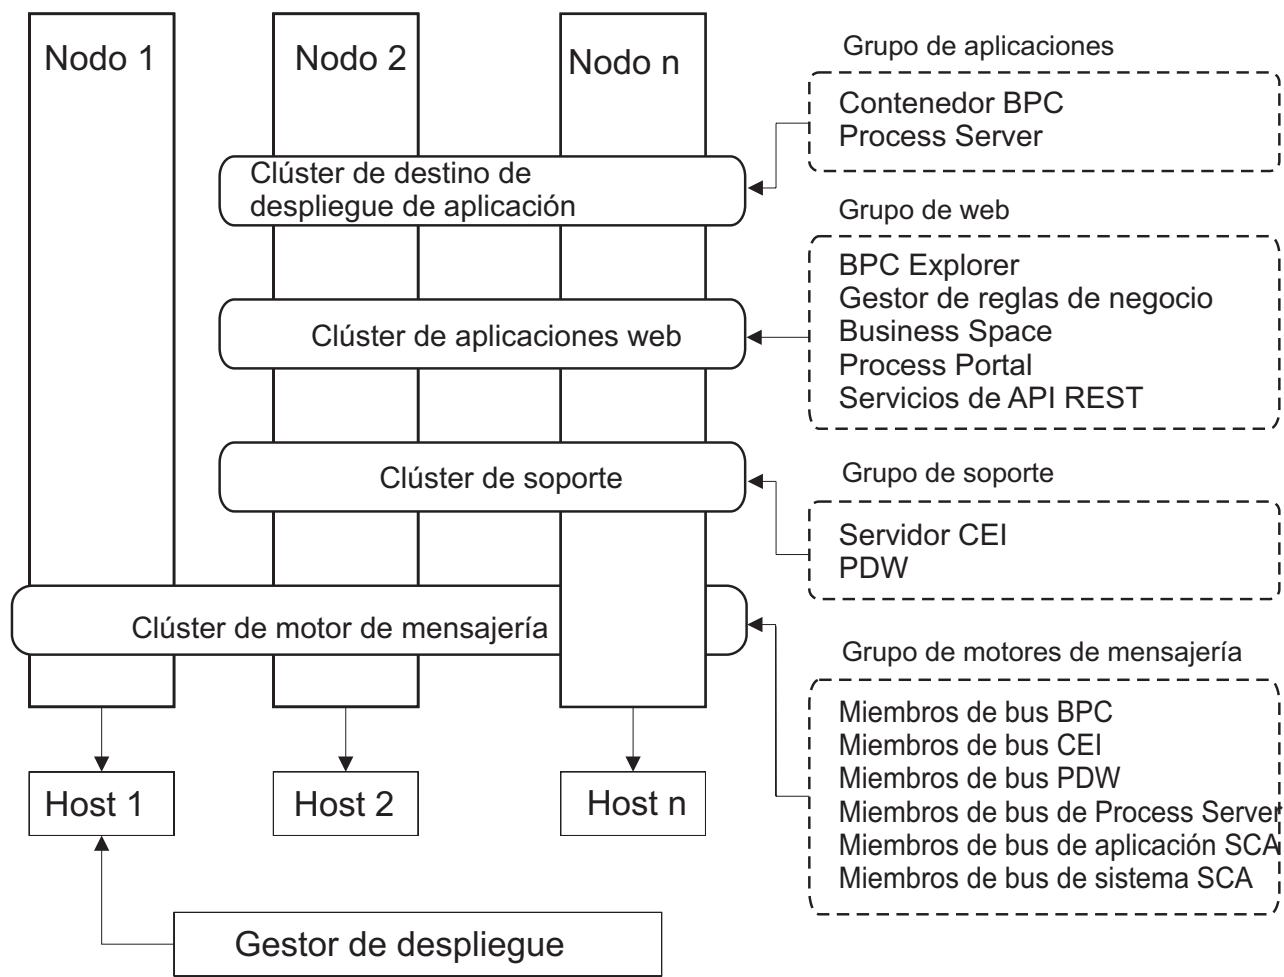 Nodo 1
Nodo 2
Nodo n
Clúster de destino de
despliegue de aplicación
Clúster de aplicaciones web
Clúster de soporte
Clúster de motor de mensajería
Host 1
Host 2
Host n
Gestor de despliegue
Grupo de aplicaciones
Contenedor BPC
Process Server
Grupo de web
BPC Explorer
Gestor de reglas de negocio
Business Space
Process Portal
Servicios de API REST
Grupo de soporte
Servidor CEI
PDW
Grupo de motores de mensajería
Miembros de bus BPC
Miembros de bus CEI
Miembros de bus PDW
Miembros de bus de Process Server
Miembros de bus de aplicación SCA
Miembros de bus de sistema SCA